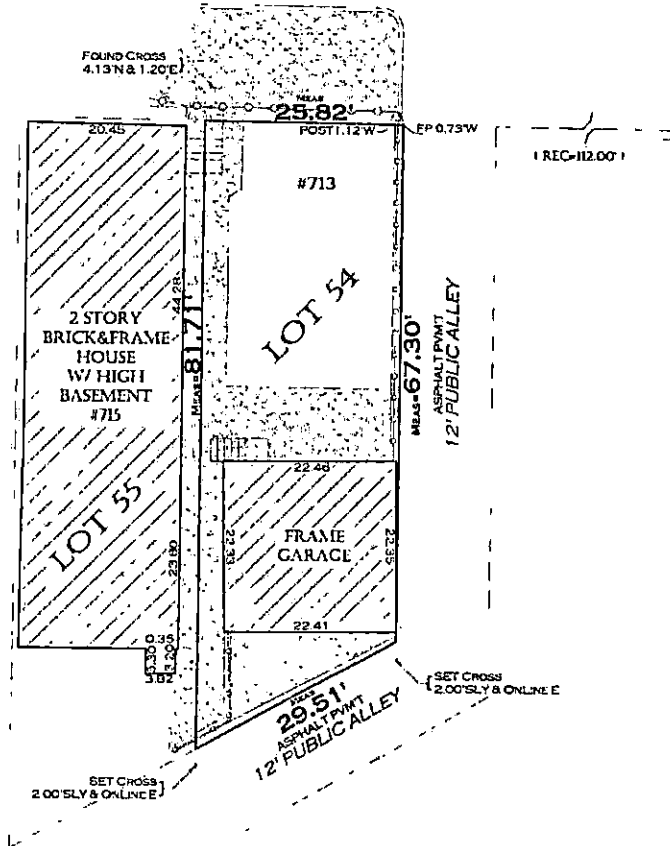 FOUND CROSS
4.13'N & 1.20'E
MEAS
25.82'
20.45
POST 1.12'W
FP 0.73'W
(REC=112.00')
#713
LOT 54
44.28
MEAS=81.71'
2 STORY
BRICK&FRAME
HOUSE
W/ HIGH
BASEMENT
#715
MEAS=67.30'
ASPHALT PVM'T
12' PUBLIC ALLEY
LOT 55
22.46
23.80
22.33
FRAME
GARAGE
22.35
22.41
0.35
3.20
3.82
SET CROSS
2.00'SLY & ONLINE E
MEAS
29.51'
ASPHALT PVM'T
12' PUBLIC ALLEY
SET CROSS
2.00'SLY & ONLINE E